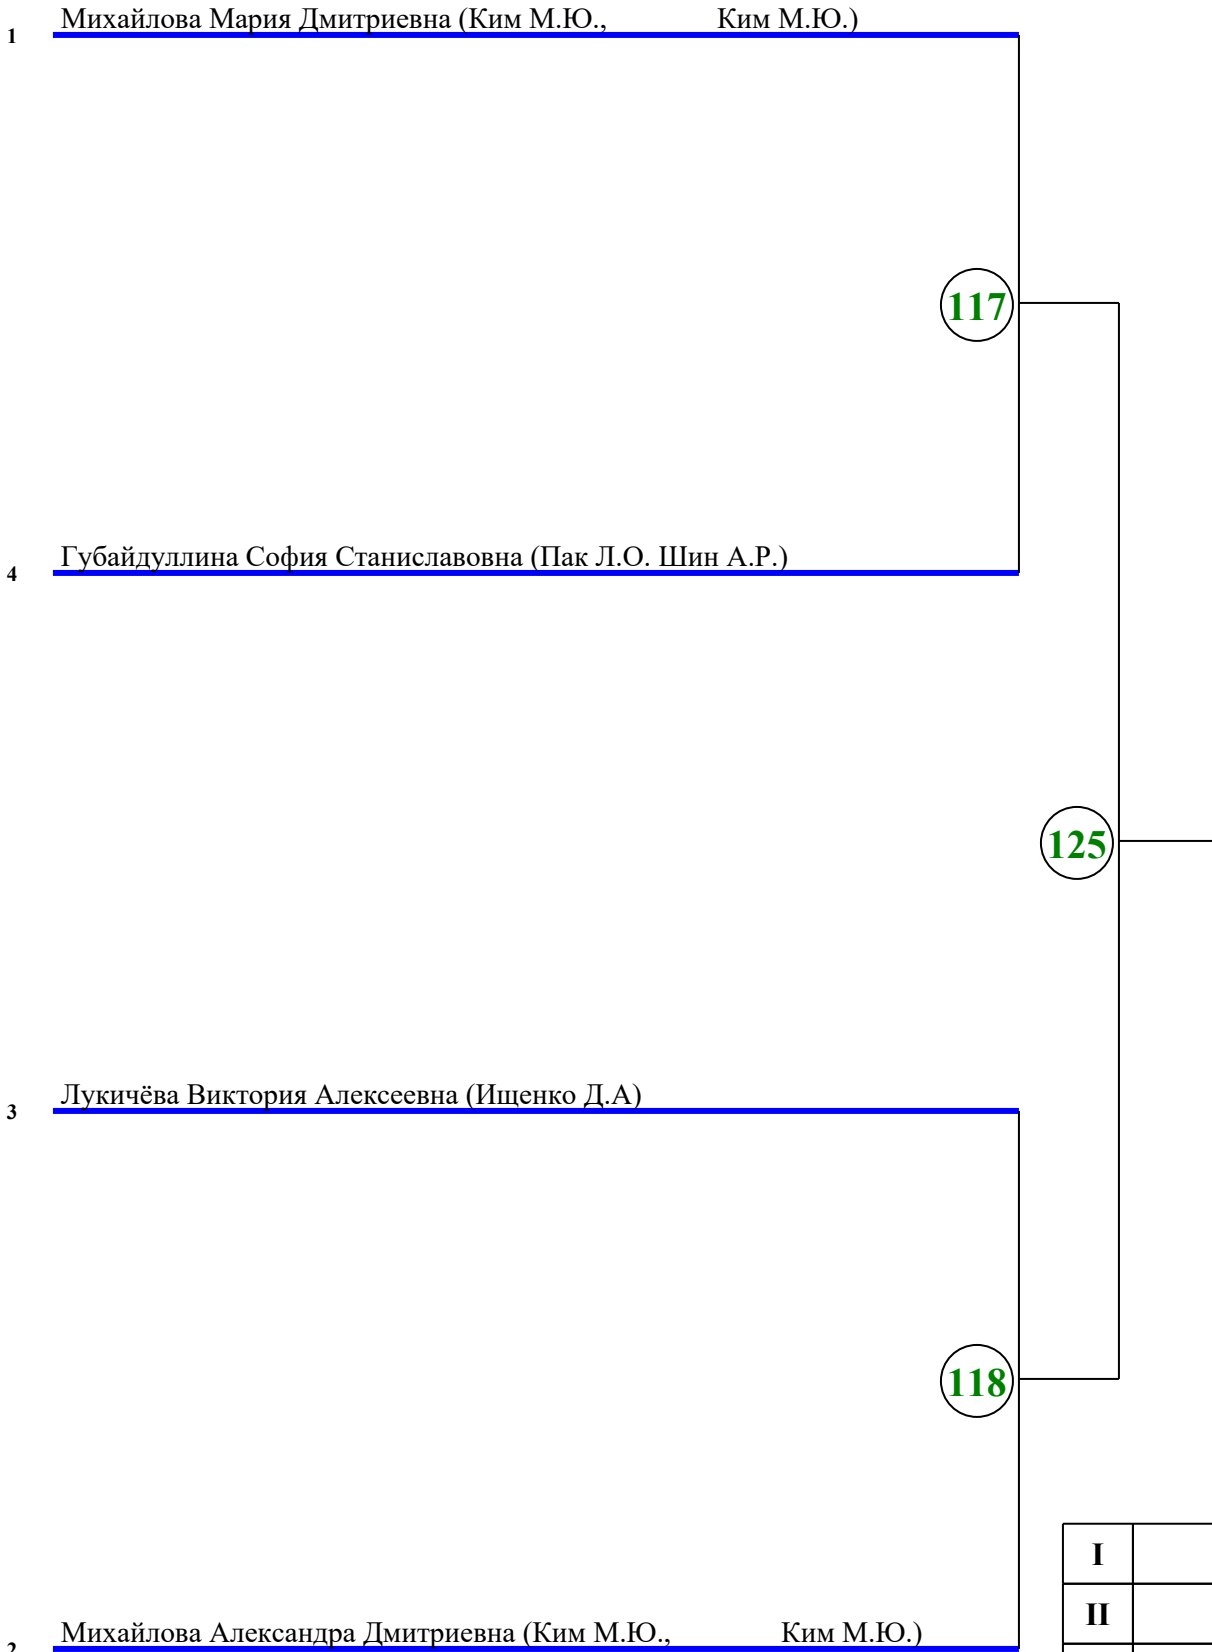 Михайлова Мария Дмитриевна (Ким М.Ю., Ким М.Ю.)
1
117
Губайдуллина София Станиславовна (Пак Л.О. Шин А.Р.)
4
125
Лукичёва Виктория Алексеевна (Ищенко Д.А)
3
118
I
II
Михайлова Александра Дмитриевна (Ким М.Ю., Ким М.Ю.)
2